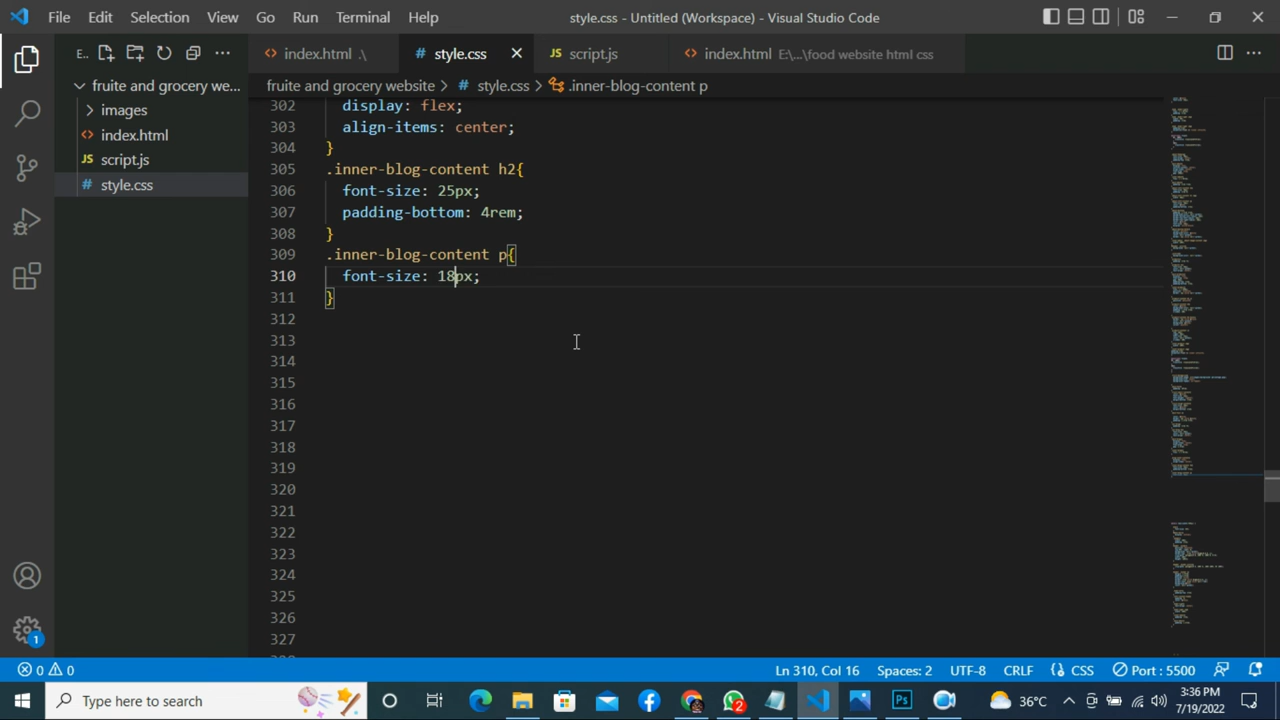 File Edit Selection View Go Run Terminal Help style.css - Untitled (Workspace) - Visual Studio Code
E.. ... index.html .\ # style.css JS script.js index.html E:\...\food website html css
fruite and grocery we... fruite and grocery website > # style.css > .inner-blog-content p
images
index.html
JS script.js
# style.css
302 display: flex;
303 align-items: center;
304 }
305 .inner-blog-content h2{
306 font-size: 25px;
307 padding-bottom: 4rem;
308 }
309 .inner-blog-content p{
310 font-size: 18px;
311 }
312
313
314
315
316
317
318
319
320
321
322
323
324
325
326
327
1
0 0 Ln 310, Col 16 Spaces: 2 UTF-8 CRLF CSS Port : 5500
Type here to search 2 Ps 36°C 3:36 PM
7/19/2022